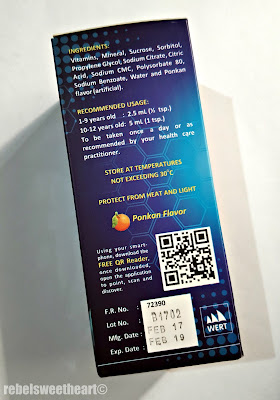 INGREDIENTS:
Vitamins, Mineral, Sucrose, Sorbitol,
Propylene Glycol, Sodium Citrate, Citric
Acid, Sodium CMC, Polysorbate 80,
Sodium Benzoate, Water and Ponkan
flavor (artificial).
RECOMMENDED USAGE:
1-9 years old : 2.5 mL (½ tsp.)
10-12 years old: 5 mL (1 tsp.)
To be taken once a day or as
recommended by your health care
practitioner.
STORE AT TEMPERATURES
NOT EXCEEDING 30°C
PROTECT FROM HEAT AND LIGHT
Ponkan Flavor
Using your smart-
phone, download the
FREE QR Reader,
once downloaded,
open the application
to point, scan and
discover.
WERT
F.R. No. : 72390
Lot No. : B1702
Mfg. Date : FEB 17
Exp. Date : FEB 19
rebelsweetheart©